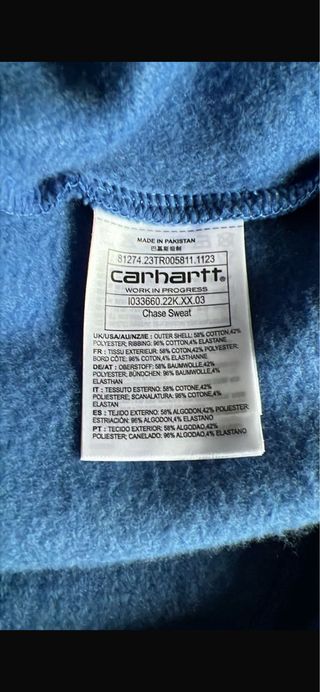 MADE IN PAKISTAN
巴基斯坦制
81274.23TR005811.1123
carhartt®
WORK IN PROGRESS
I033660.22K.XX.03
Chase Sweat
UK/USA/AU/NZ/IE : OUTER SHELL: 58% COTTON,42%
POLYESTER; RIBBING: 96% COTTON,4% ELASTANE
FR : TISSU EXTERIEUR: 58% COTON,42% POLYESTER;
BORD CÔTE: 96% COTON,4% ELASTHANNE
DE/AT : OBERSTOFF: 58% BAUMWOLLE,42%
POLYESTER; BÜNDCHEN: 96% BAUMWOLLE,4%
ELASTHAN
IT : TESSUTO ESTERNO: 58% COTONE,42%
POLIESTERE; SCANALATURA: 96% COTONE,4%
ELASTAN
ES : TEJIDO EXTERNO: 58% ALGODON,42% POLIESTER;
ESTRIACIÓN: 96% ALGODON,4% ELASTANO
PT : TECIDO EXTERIOR: 58% ALGODAO,42%
POLIESTER; CANELADO: 96% ALGODAO,4% ELASTANO